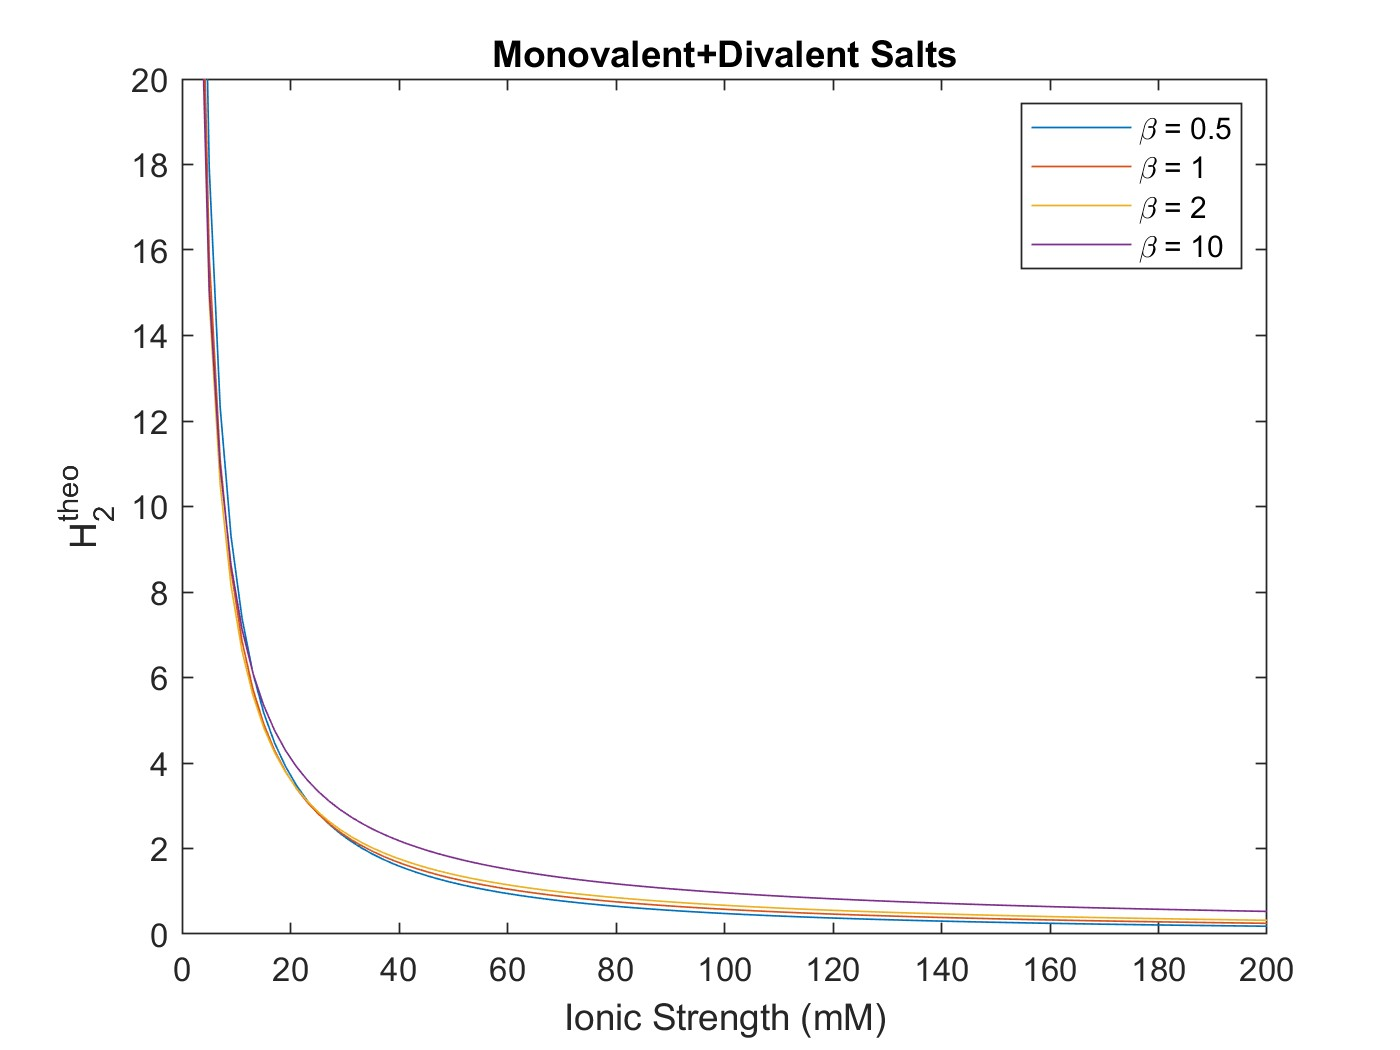 Monovalent+Divalent Salts
20
18
16
14
12
10
8
6
4
2
0
H₂ᵗʰᵉᵒ
β = 0.5
β = 1
β = 2
β = 10
0 20 40 60 80 100 120 140 160 180 200
Ionic Strength (mM)